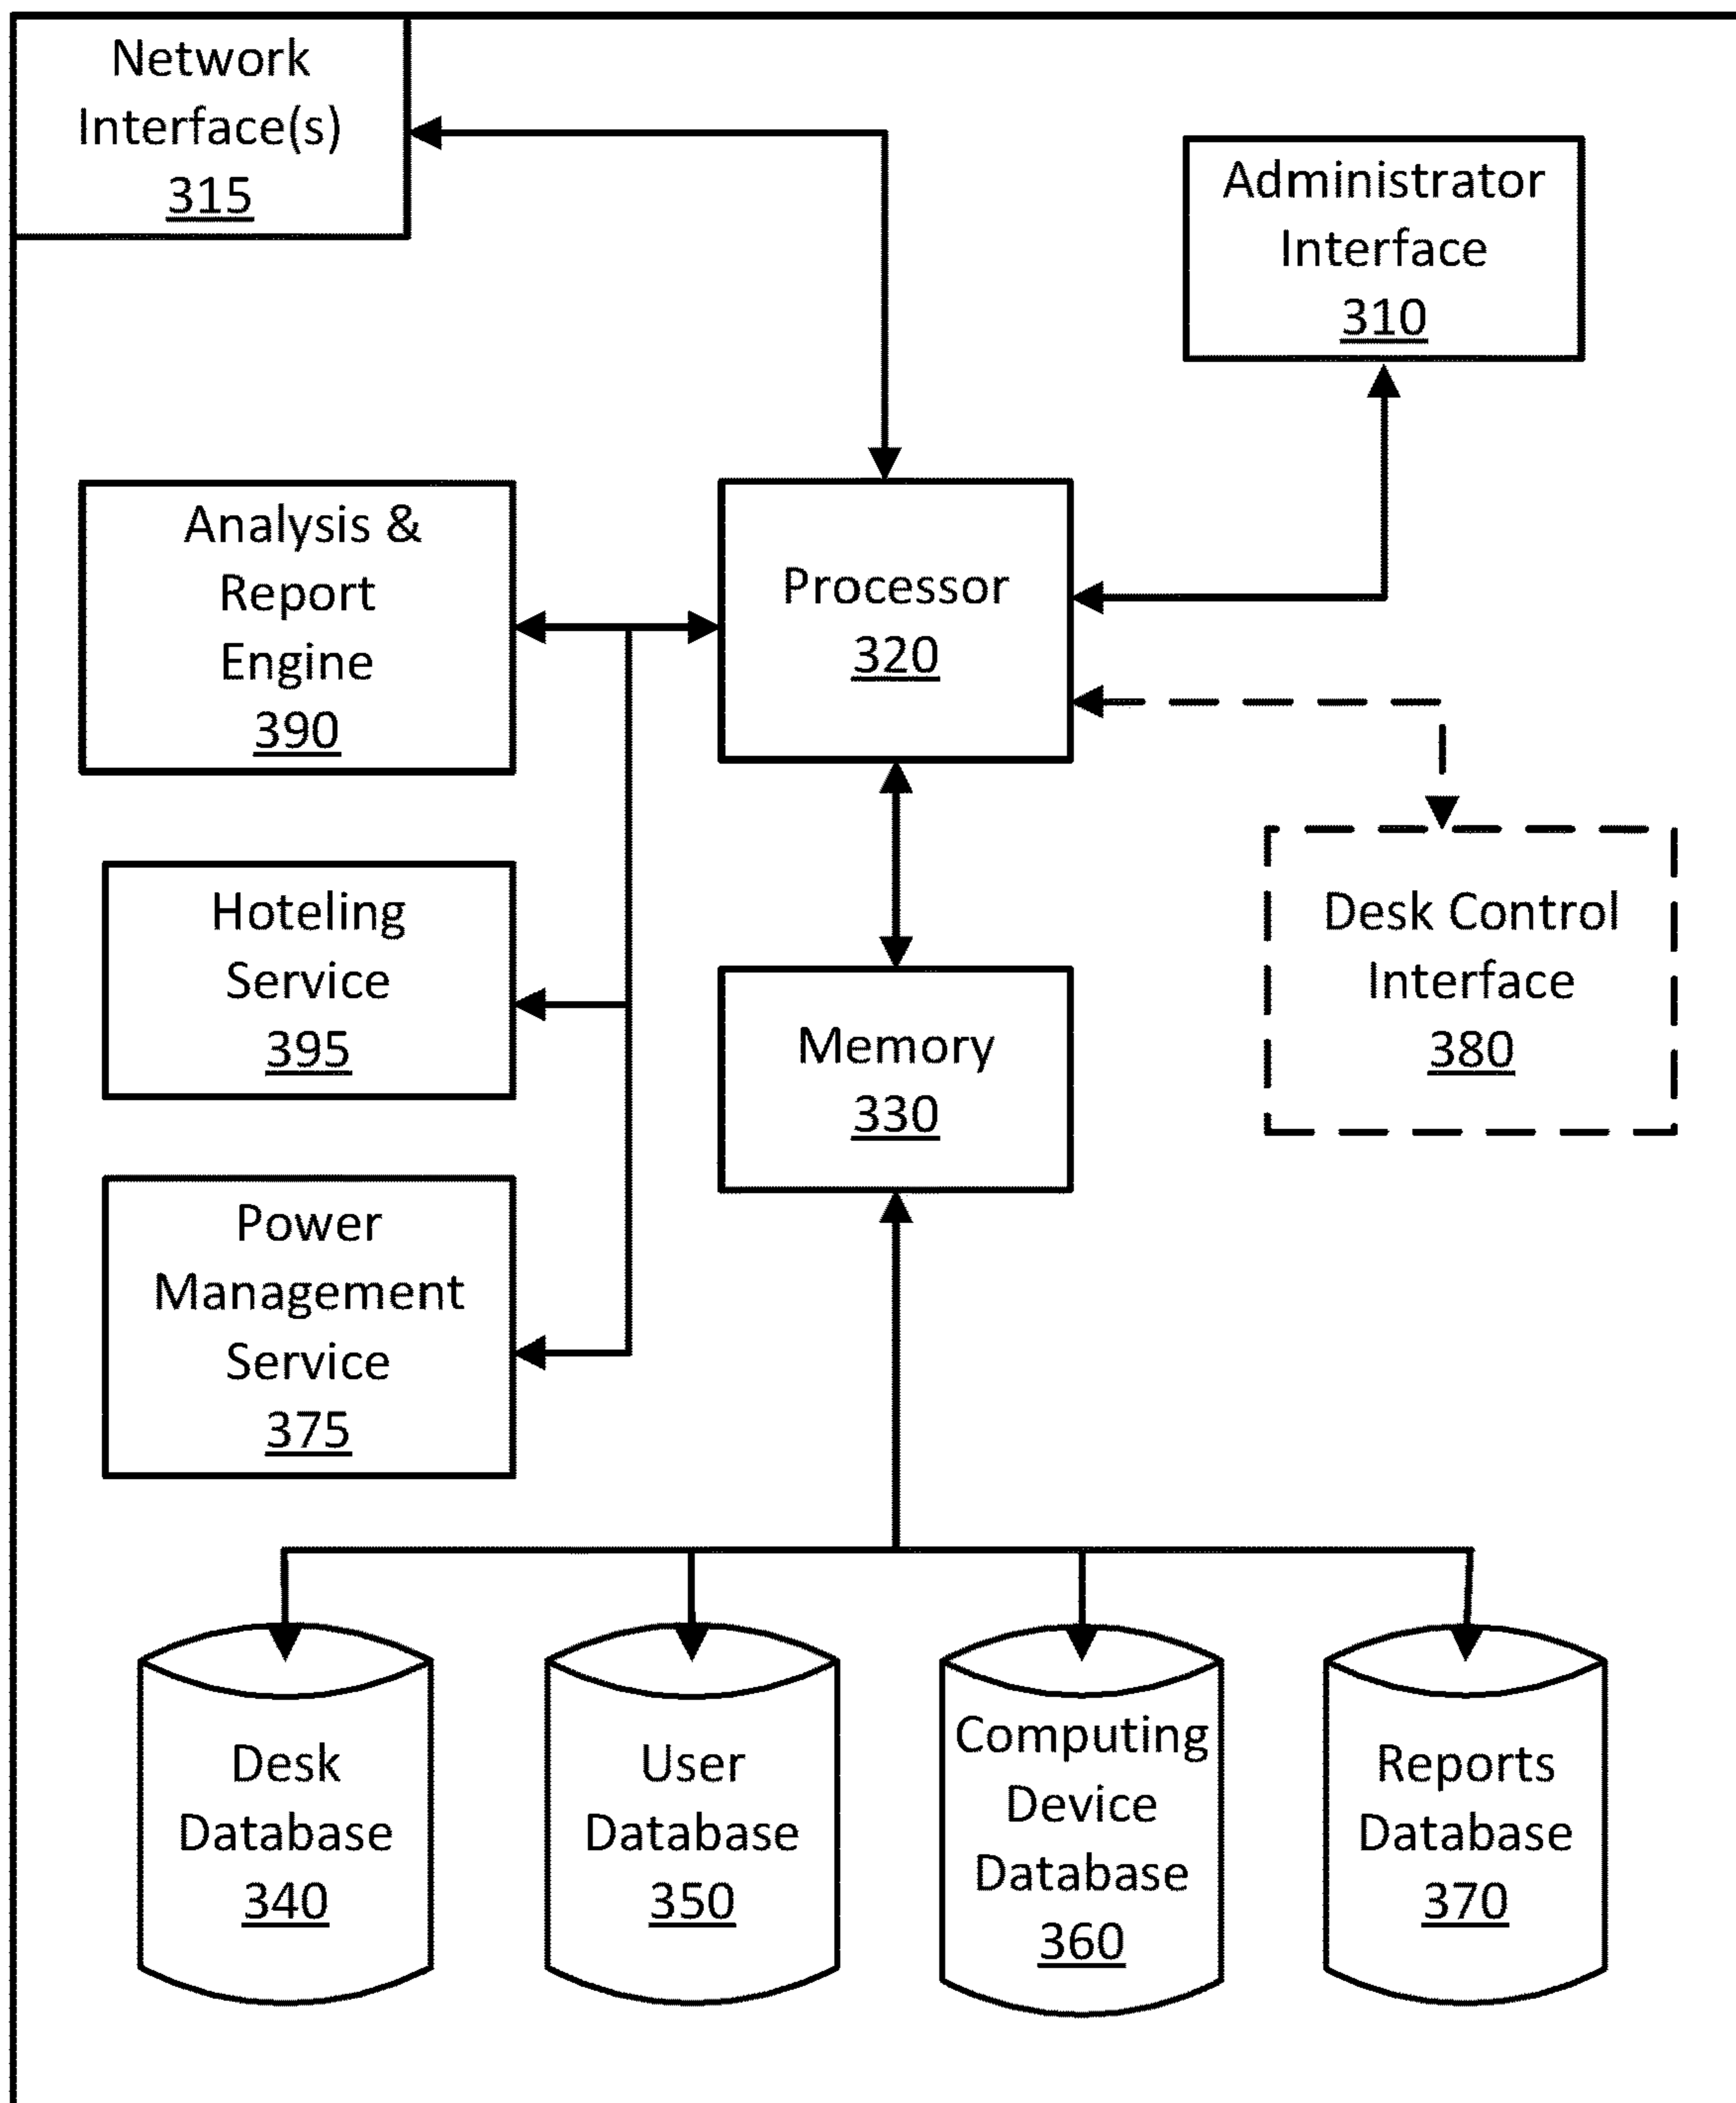 Network
Interface(s)
315
Administrator
Interface
310
Analysis &
Report
Engine
390
Processor
320
Hoteling
Service
395
Memory
330
Desk Control
Interface
380
Power
Management
Service
375
Desk
Database
340
User
Database
350
Computing
Device
Database
360
Reports
Database
370